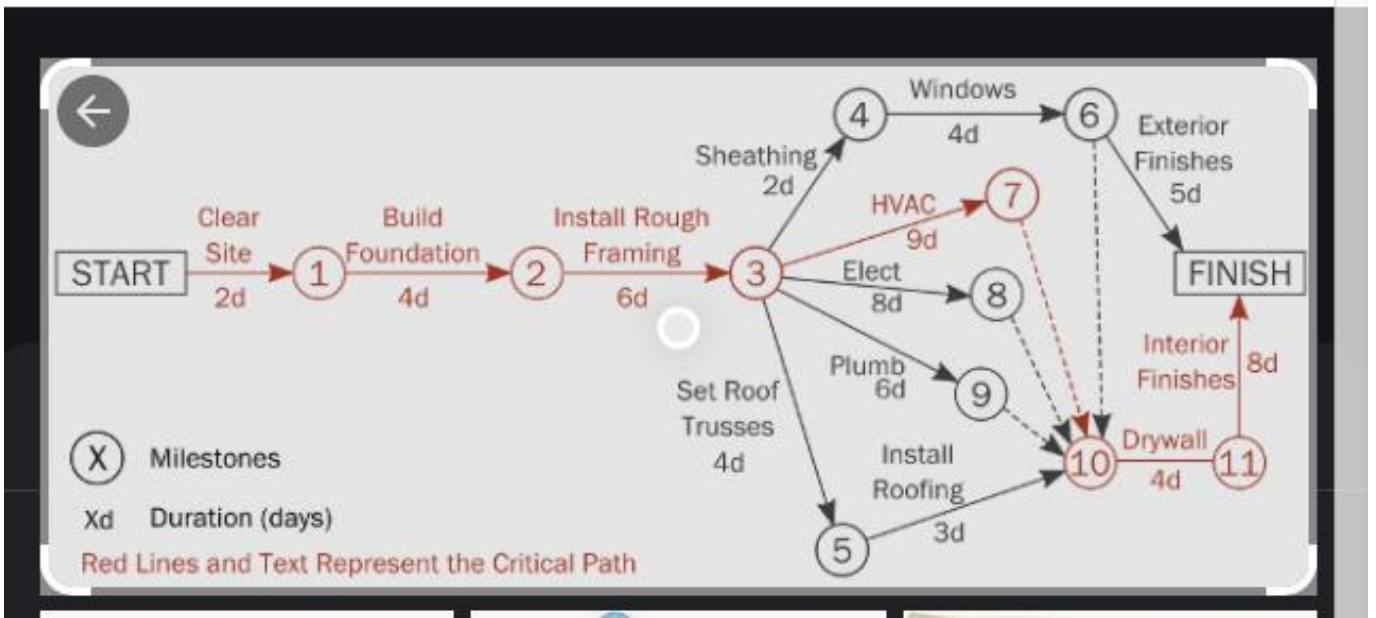 Windows
4
6
4d
Exterior
Finishes
5d
Sheathing
2d
7
HVAC
9d
Clear
Site
2d
Build
Foundation
4d
Install Rough
Framing
6d
START
1
2
3
Elect
8d
8
FINISH
Plumb
6d
9
Interior
Finishes
8d
Set Roof
Trusses
4d
Install
Roofing
3d
5
10
Drywall
4d
11
X Milestones
Xd Duration (days)
Red Lines and Text Represent the Critical Path